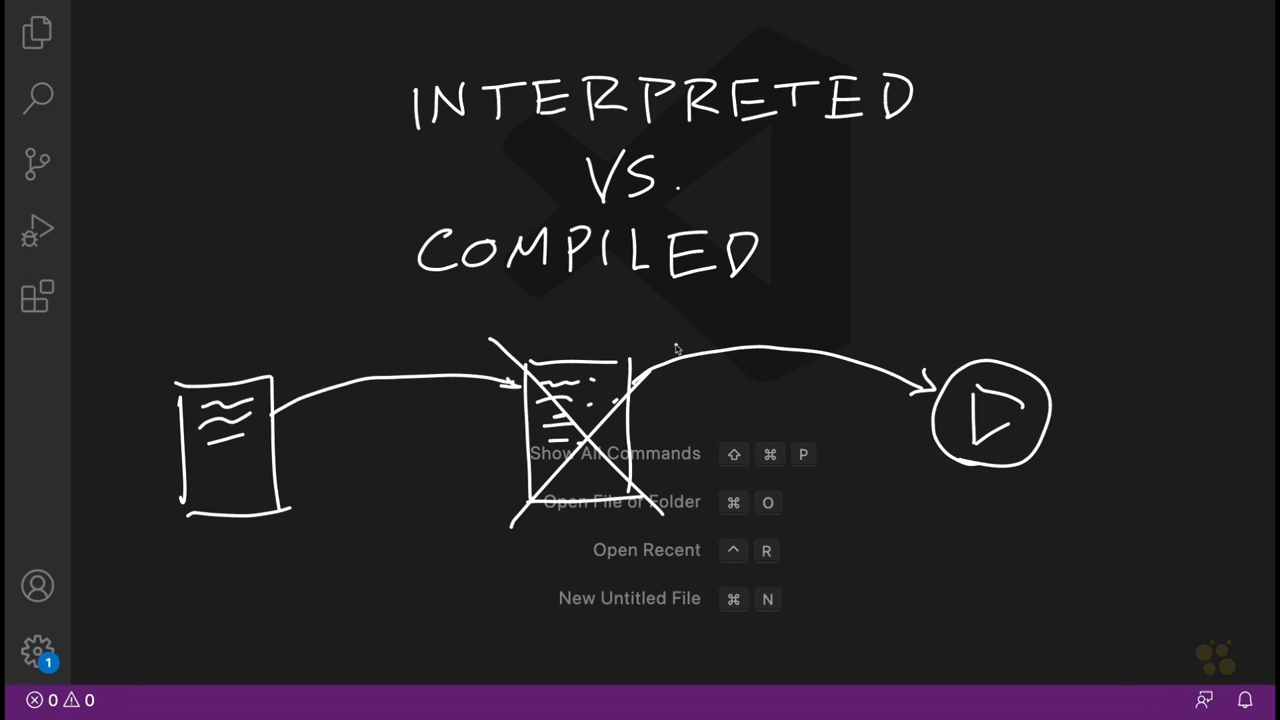 INTERPRETED
VS.
COMPILED
Show All Commands ⇧ ⌘ P
Open File or Folder ⌘ O
Open Recent ^ R
New Untitled File ⌘ N
1
0 0